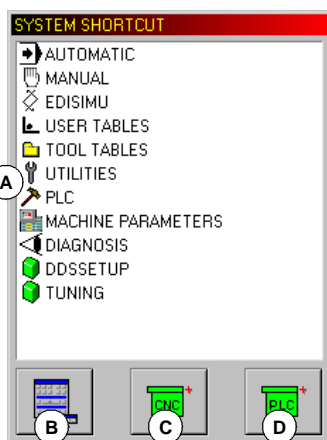 SYSTEM SHORTCUT
AUTOMATIC
MANUAL
EDISIMU
USER TABLES
TOOL TABLES
A
UTILITIES
PLC
MACHINE PARAMETERS
DIAGNOSIS
DDSSETUP
TUNING
CNC PLC
B C D